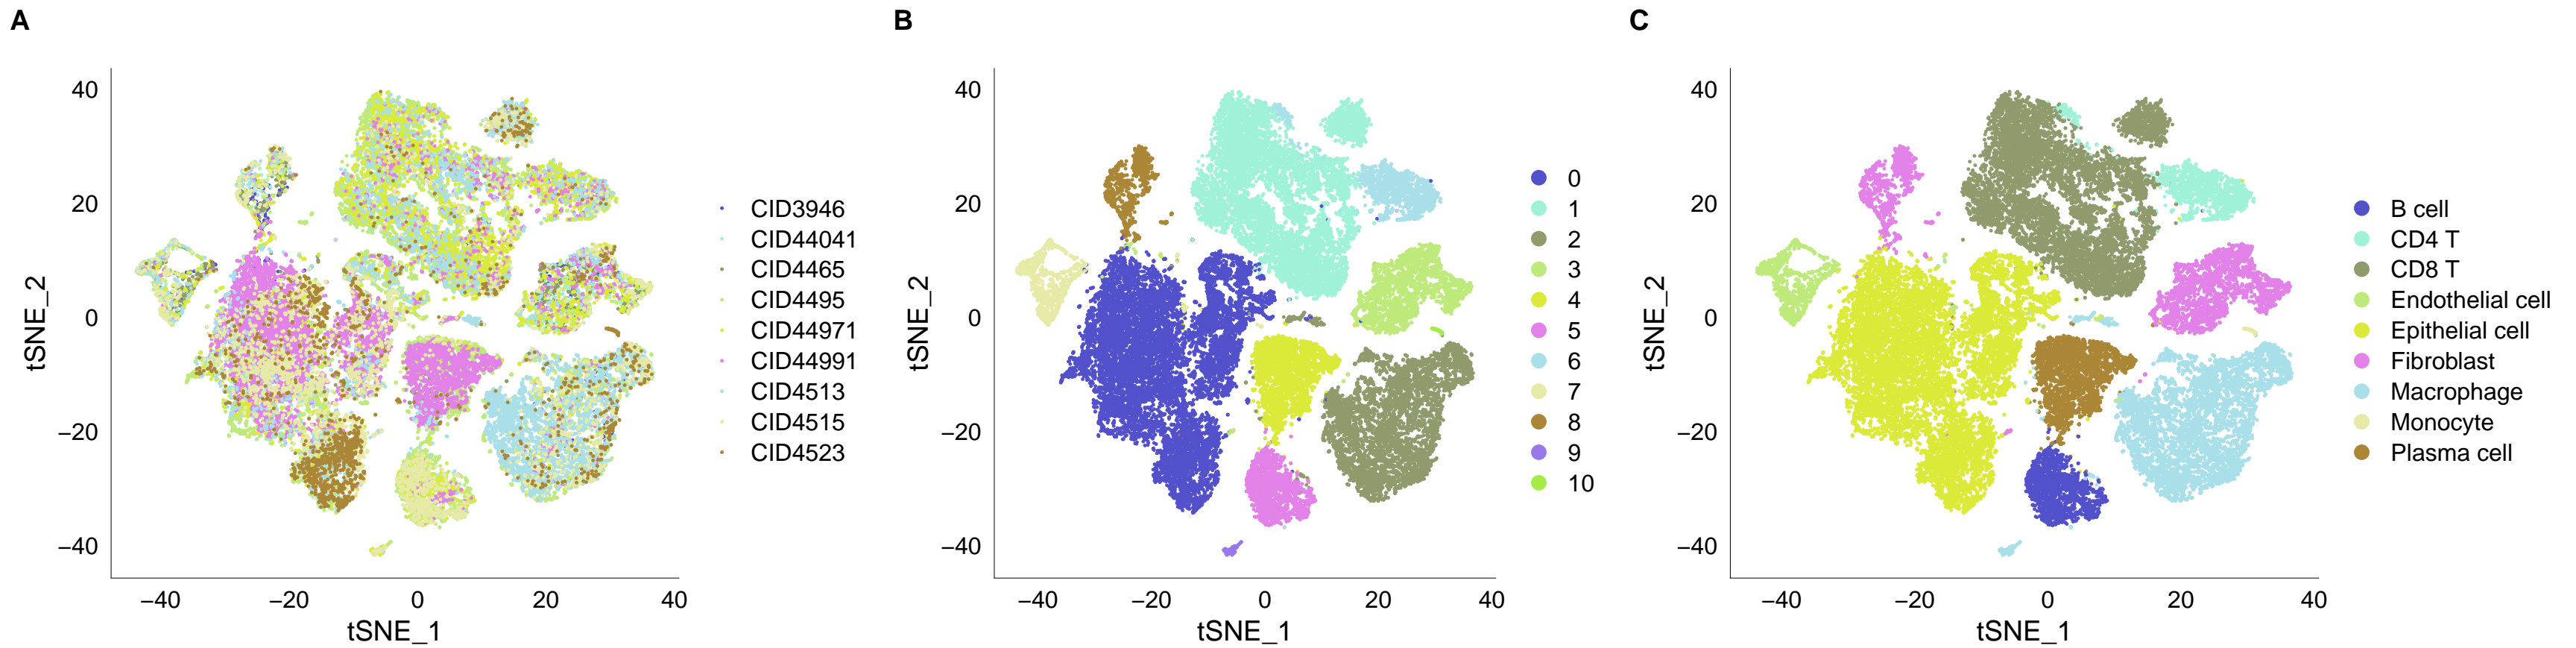 A
40
20
0
−20
−40
tSNE_2
−40 −20 0 20 40
tSNE_1
CID3946
CID44041
CID4465
CID4495
CID44971
CID44991
CID4513
CID4515
CID4523
B
40
20
0
−20
−40
tSNE_2
−40 −20 0 20 40
tSNE_1
0
1
2
3
4
5
6
7
8
9
10
C
40
20
0
−20
−40
tSNE_2
−40 −20 0 20 40
tSNE_1
B cell
CD4 T
CD8 T
Endothelial cell
Epithelial cell
Fibroblast
Macrophage
Monocyte
Plasma cell